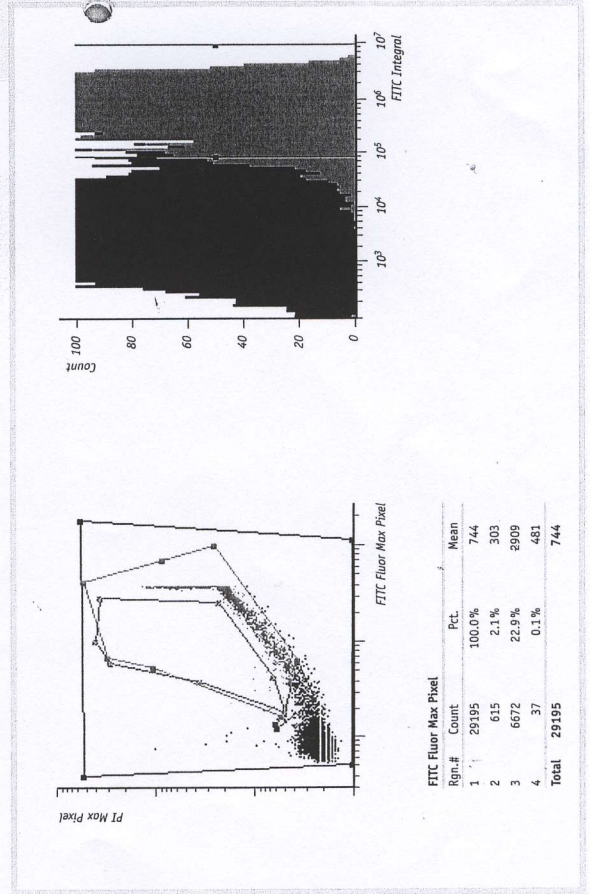 PI Max Pixel
FITC Fluor Max Pixel
Count
100
80
60
40
20
0
10³
10⁴
10⁵
10⁶
10⁷
FITC Integral
FITC Fluor Max Pixel
Rgn.# Count Pct. Mean
1 29195 100.0% 744
2 615 2.1% 303
3 6672 22.9% 2909
4 37 0.1% 481
Total 29195 744